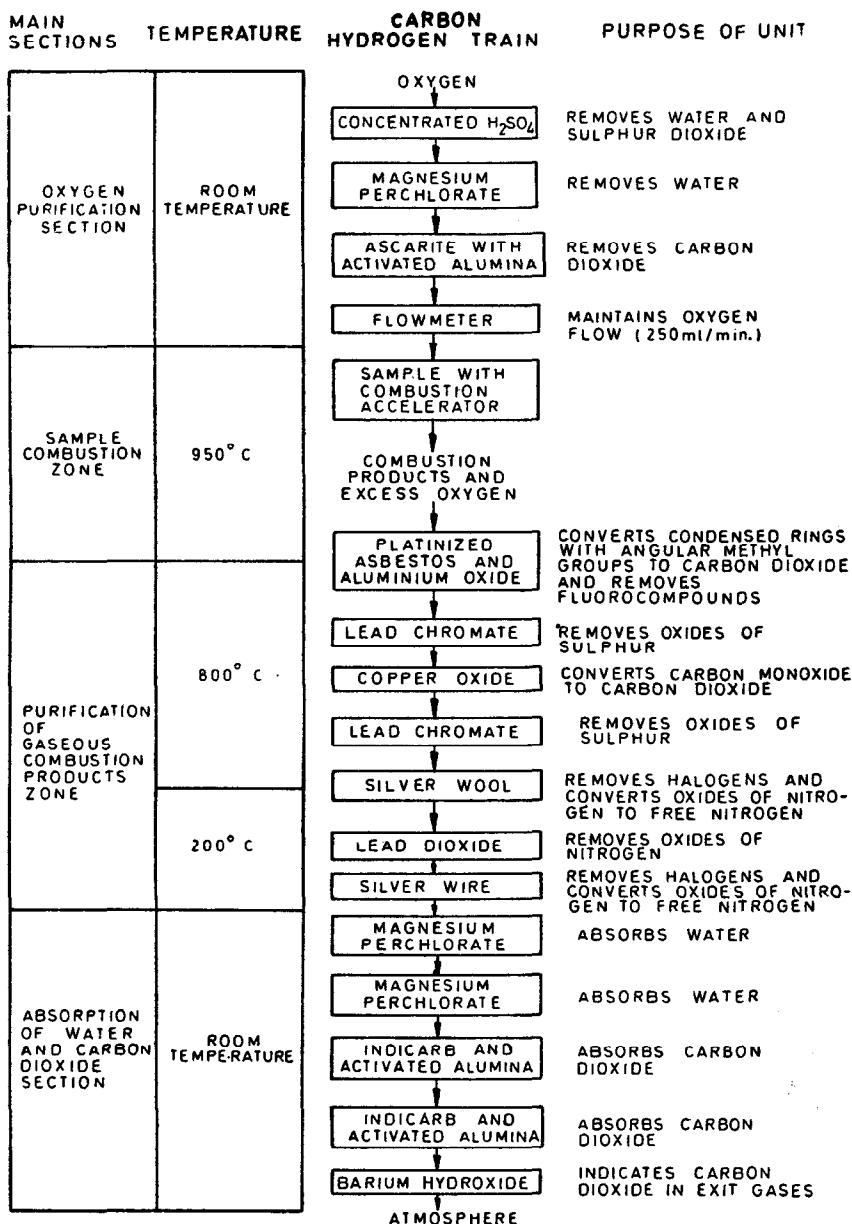 MAIN SECTIONS
TEMPERATURE
CARBON HYDROGEN TRAIN
PURPOSE OF UNIT
OXYGEN PURIFICATION SECTION
ROOM TEMPERATURE
OXYGEN
CONCENTRATED H₂SO₄
REMOVES WATER AND
SULPHUR DIOXIDE
MAGNESIUM
PERCHLORATE
REMOVES WATER
ASCARITE WITH
ACTIVATED ALUMINA
REMOVES CARBON
DIOXIDE
FLOWMETER
MAINTAINS OXYGEN
FLOW (250ml/min.)
SAMPLE
COMBUSTION
ZONE
950° C
SAMPLE WITH
COMBUSTION
ACCELERATOR
COMBUSTION
PRODUCTS AND
EXCESS OXYGEN
PURIFICATION
OF
GASEOUS
COMBUSTION
PRODUCTS
ZONE
800° C
PLATINIZED
ASBESTOS AND
ALUMINIUM OXIDE
CONVERTS CONDENSED RINGS
WITH ANGULAR METHYL
GROUPS TO CARBON DIOXIDE
AND REMOVES
FLUOROCOMPOUNDS
LEAD CHROMATE
REMOVES OXIDES OF
SULPHUR
COPPER OXIDE
CONVERTS CARBON MONOXIDE
TO CARBON DIOXIDE
LEAD CHROMATE
REMOVES OXIDES OF
SULPHUR
SILVER WOOL
REMOVES HALOGENS AND
CONVERTS OXIDES OF NITRO-
GEN TO FREE NITROGEN
200° C
LEAD DIOXIDE
REMOVES OXIDES OF
NITROGEN
SILVER WIRE
REMOVES HALOGENS AND
CONVERTS OXIDES OF NITRO-
GEN TO FREE NITROGEN
ABSORPTION
OF WATER
AND CARBON
DIOXIDE
SECTION
ROOM
TEMPERATURE
MAGNESIUM
PERCHLORATE
ABSORBS WATER
MAGNESIUM
PERCHLORATE
ABSORBS WATER
INDICARB AND
ACTIVATED ALUMINA
ABSORBS CARBON
DIOXIDE
INDICARB AND
ACTIVATED ALUMINA
ABSORBS CARBON
DIOXIDE
BARIUM HYDROXIDE
INDICATES CARBON
DIOXIDE IN EXIT GASES
ATMOSPHERE